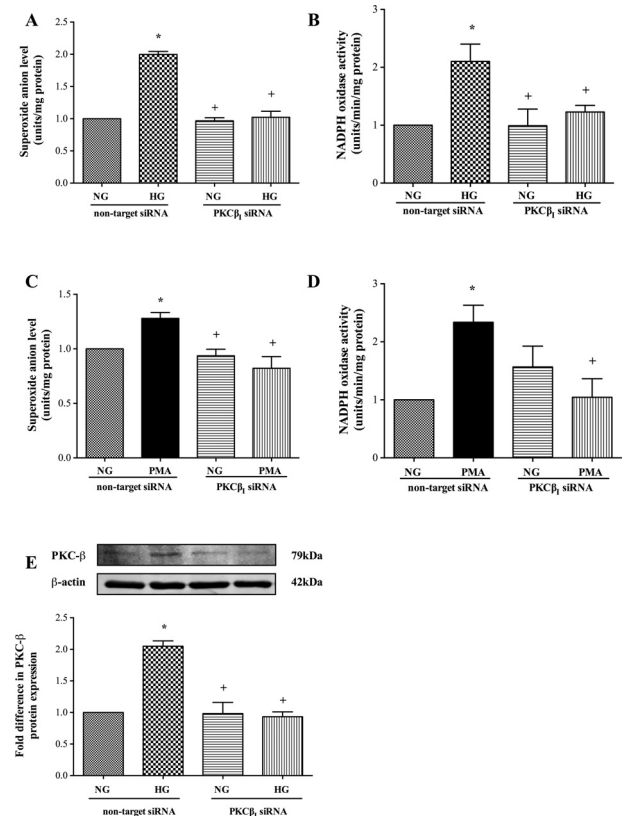 A
Superoxide anion level
(units/mg protein)
2.5
2.0
1.5
1.0
0.5
0.0
*
+
+
NG
HG
NG
HG
non-target siRNA
PKCβI siRNA
B
NADPH oxidase activity
(units/min/mg protein)
3
2
1
0
*
+
+
NG
HG
NG
HG
non-target siRNA
PKCβI siRNA
C
Superoxide anion level
(units/mg protein)
1.5
1.0
0.5
0.0
*
+
+
NG
PMA
NG
PMA
non-target siRNA
PKCβI siRNA
D
NADPH oxidase activity
(units/min/mg protein)
3
2
1
0
*
+
NG
PMA
NG
PMA
non-target siRNA
PKCβI siRNA
E
PKC-β
79kDa
β-actin
42kDa
Fold difference in PKC-β
protein expression
2.5
2.0
1.5
1.0
0.5
0.0
*
+
+
NG
HG
NG
HG
non-target siRNA
PKCβI siRNA